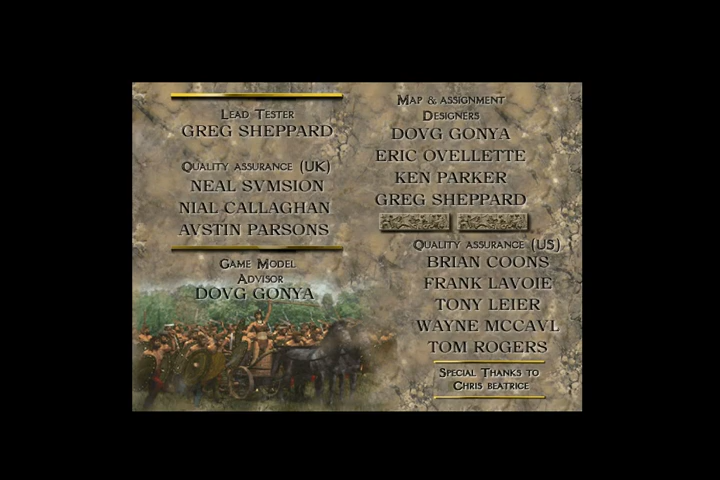 LEAD TESTER
GREG SHEPPARD
QUALITY ASSURANCE (UK)
NEAL SVMSION
NIAL CALLAGHAN
AVSTIN PARSONS
GAME MODEL
ADVISOR
DOVG GONYA
MAP & ASSIGNMENT
DESIGNERS
DOVG GONYA
ERIC OVELLETTE
KEN PARKER
GREG SHEPPARD
QUALITY ASSURANCE (US)
BRIAN COONS
FRANK LAVOIE
TONY LEIER
WAYNE MCCAVL
TOM ROGERS
SPECIAL THANKS TO
CHRIS BEATRICE